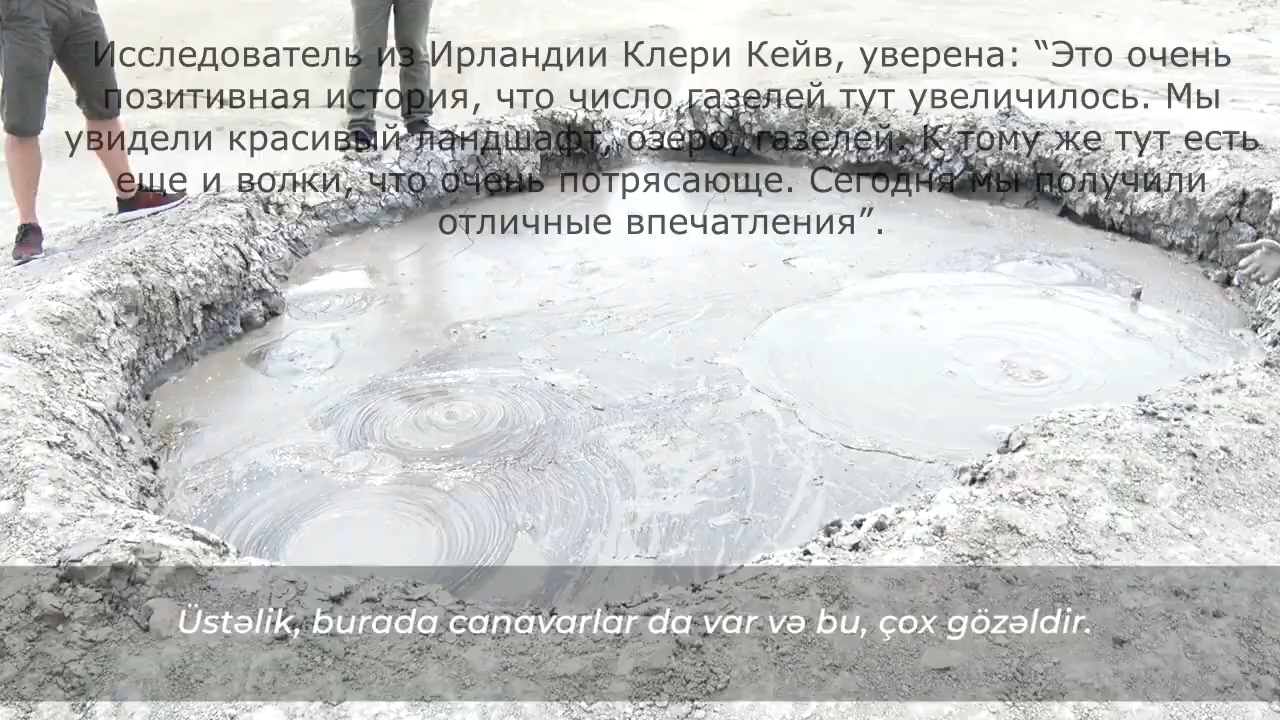 Исследователь из Ирландии Клери Кейв, уверена: “Это очень
позитивная история, что число газелей тут увеличилось. Мы
увидели красивый ландшафт, озеро, газелей. К тому же тут есть
еще и волки, что очень потрясающе. Сегодня мы получили
отличные впечатления”.
Üstəlik, burada canavarlar da var və bu, çox gözəldir.